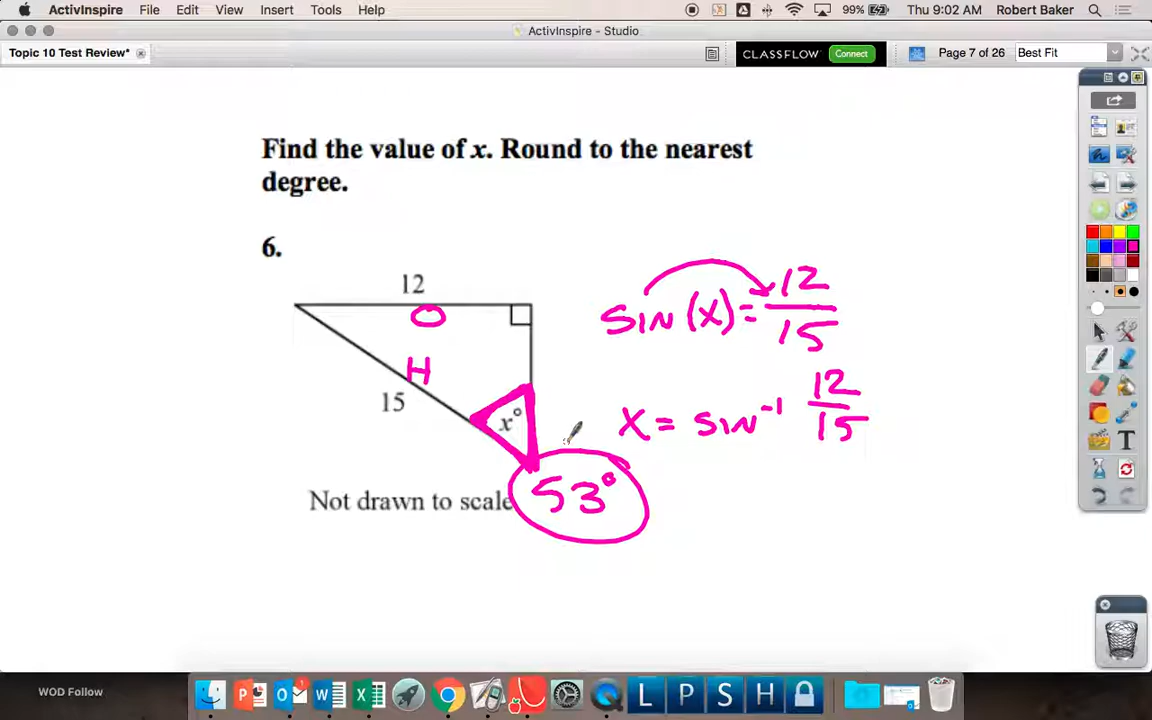 ActivInspire File Edit View Insert Tools Help 99% Thu 9:02 AM Robert Baker
ActivInspire - Studio
Topic 10 Test Review* CLASSFLOW Connect Page 7 of 26 Best Fit
Find the value of x. Round to the nearest
degree.
6.
12
O
H
15
x°
Not drawn to scale
sin (x) = 12/15
x = sin⁻¹ 12/15
53°
T
WOD Follow
L P S H
1